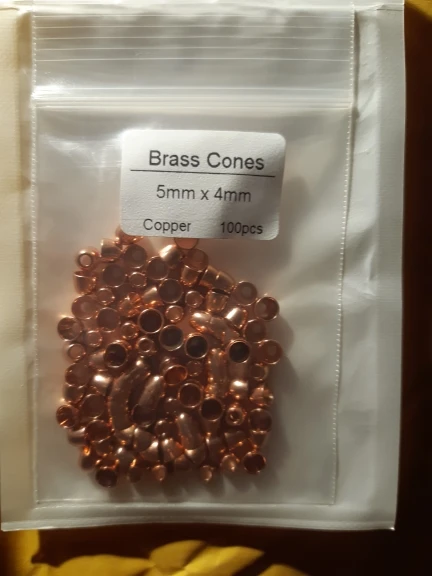 Brass Cones
5mm x 4mm
Copper 100pcs